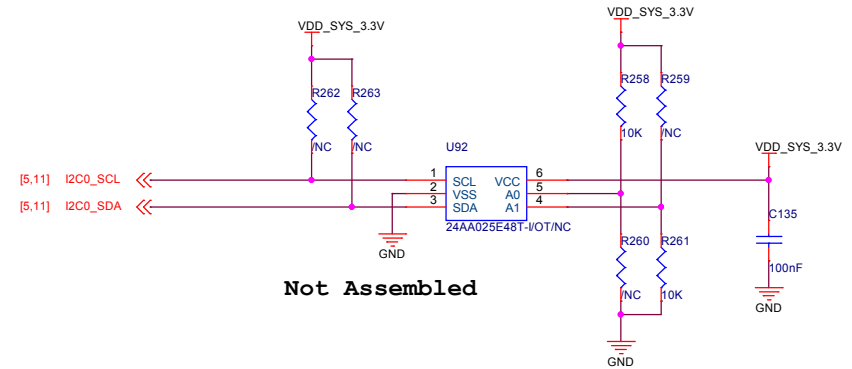 VDD_SYS_3.3V
VDD_SYS_3.3V
R262
R263
/NC
/NC
R258
R259
10K
/NC
VDD_SYS_3.3V
U92
[5,11] I2C0_SCL
[5,11] I2C0_SDA
1
2
3
SCL
VSS
SDA
VCC
A0
A1
6
5
4
24AA025E48T-I/OT/NC
GND
R260
R261
/NC
10K
C135
100nF
GND
GND
Not Assembled